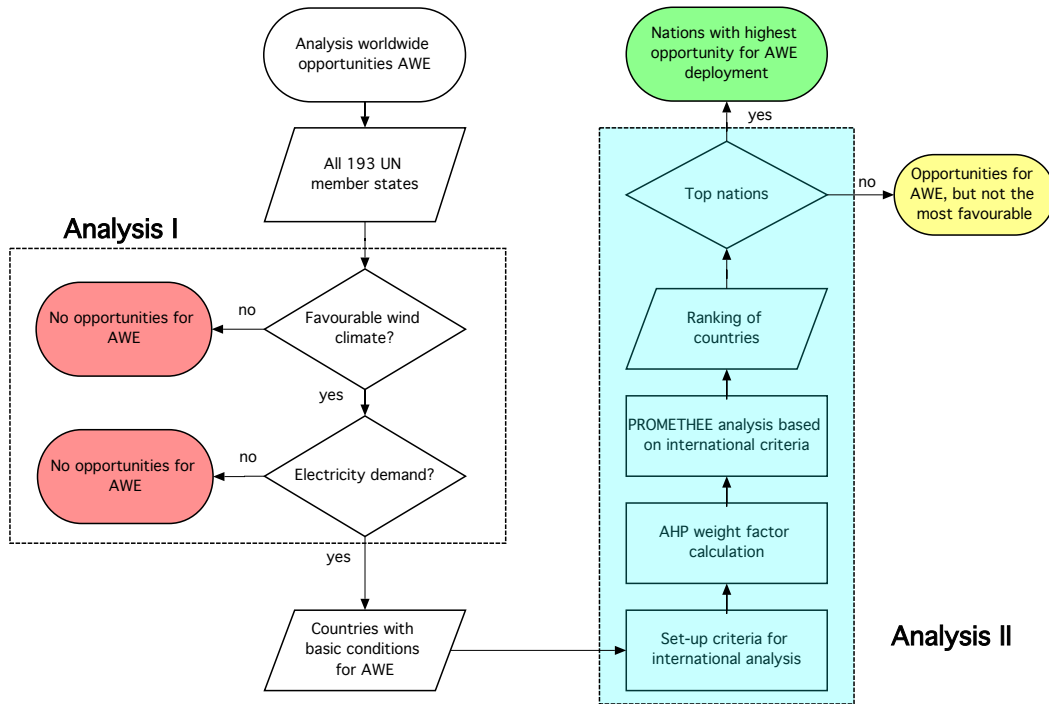 Analysis worldwide
opportunities AWE
All 193 UN
member states
Analysis I
Favourable wind
climate?
no
No opportunities for
AWE
yes
Electricity demand?
no
No opportunities for
AWE
yes
Countries with
basic conditions
for AWE
Set-up criteria for
international analysis
Analysis II
AHP weight factor
calculation
PROMETHEE analysis based
on international criteria
Ranking of
countries
Top nations
no
Opportunities for
AWE, but not the
most favourable
yes
Nations with highest
opportunity for AWE
deployment